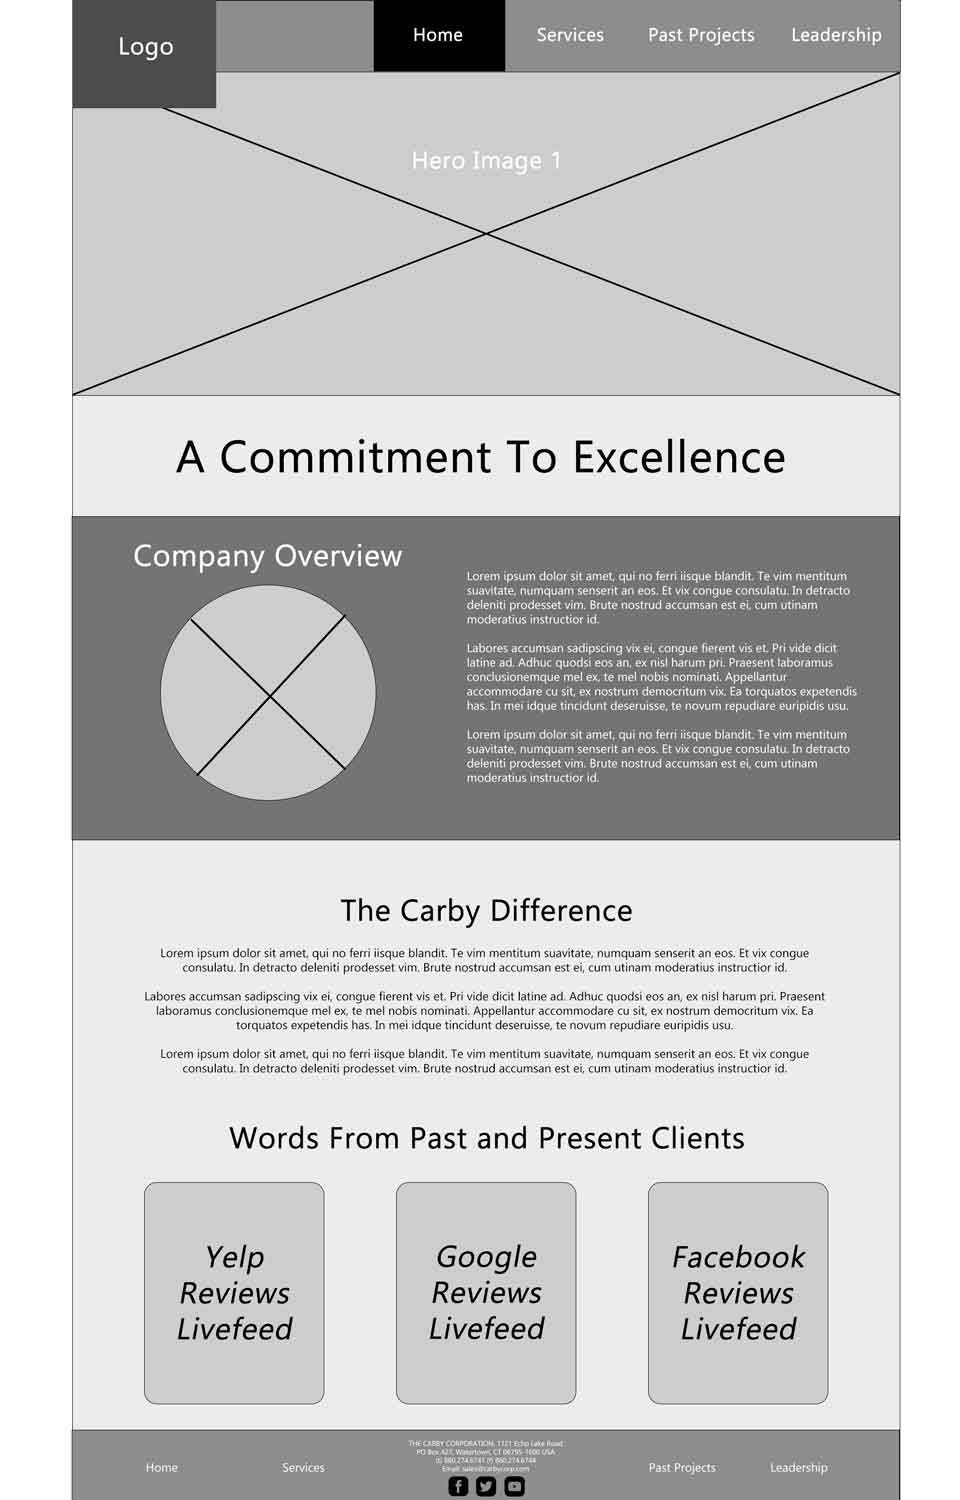 Logo
Home
Services
Past Projects
Leadership
Hero Image 1
A Commitment To Excellence
Company Overview
Lorem ipsum dolor sit amet, qui no ferri iisque blandit. Te vim mentitum
suavitate, numquam senserit an eos. Et vix congue consulatu. In detracto
deleniti prodesset vim. Brute nostrud accumsan est ei, cum utinam
moderatius instructior id.
Labores accumsan sadipscing vix ei, congue fierent vis et. Pri vide dicit
latine ad. Adhuc quodsi eos an, ex nisl harum pri. Praesent laboramus
conclusionemque mel ex, te mel nobis nominati. Appellantur
accommodare cu sit, ex nostrum democritum vix. Ea torquatos expetendis
has. In mei idque tincidunt deseruisse, te novum repudiare euripidis usu.
Lorem ipsum dolor sit amet, qui no ferri iisque blandit. Te vim mentitum
suavitate, numquam senserit an eos. Et vix congue consulatu. In detracto
deleniti prodesset vim. Brute nostrud accumsan est ei, cum utinam
moderatius instructior id.
The Carby Difference
Lorem ipsum dolor sit amet, qui no ferri iisque blandit. Te vim mentitum suavitate, numquam senserit an eos. Et vix congue
consulatu. In detracto deleniti prodesset vim. Brute nostrud accumsan est ei, cum utinam moderatius instructior id.
Labores accumsan sadipscing vix ei, congue fierent vis et. Pri vide dicit latine ad. Adhuc quodsi eos an, ex nisl harum pri. Praesent
laboramus conclusionemque mel ex, te mel nobis nominati. Appellantur accommodare cu sit, ex nostrum democritum vix. Ea
torquatos expetendis has. In mei idque tincidunt deseruisse, te novum repudiare euripidis usu.
Lorem ipsum dolor sit amet, qui no ferri iisque blandit. Te vim mentitum suavitate, numquam senserit an eos. Et vix congue
consulatu. In detracto deleniti prodesset vim. Brute nostrud accumsan est ei, cum utinam moderatius instructior id.
Words From Past and Present Clients
Yelp
Reviews
Livefeed
Google
Reviews
Livefeed
Facebook
Reviews
Livefeed
Home
Services
THE CARBY CORPORATION, 1121 Echo Lake Road
PO Box 427, Watertown, CT 06795-1600 USA
(t) 860.274.6741 (f) 860.274.6744
Email: sales@carbycorp.com
Past Projects
Leadership